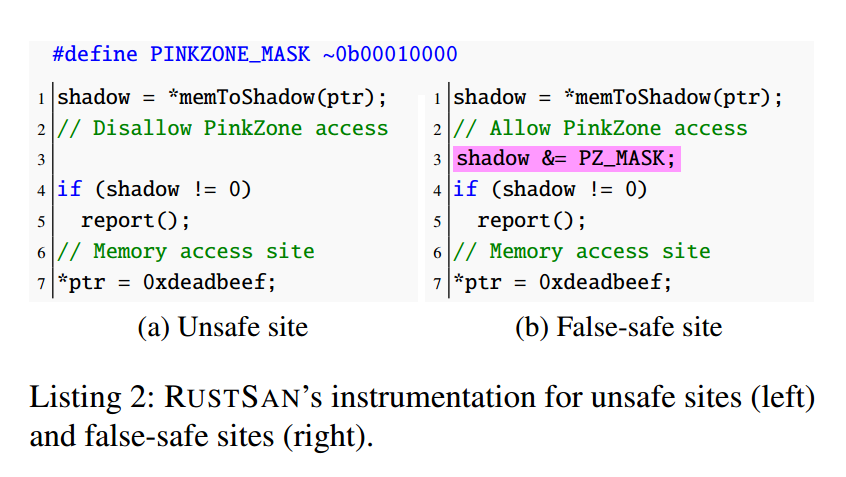 #define PINKZONE_MASK ~0b00010000
1 shadow = *memToShadow(ptr);
2 // Disallow PinkZone access
3
4 if (shadow != 0)
5 report();
6 // Memory access site
7 *ptr = 0xdeadbeef;
(a) Unsafe site
1 shadow = *memToShadow(ptr);
2 // Allow PinkZone access
3 shadow &= PZ_MASK;
4 if (shadow != 0)
5 report();
6 // Memory access site
7 *ptr = 0xdeadbeef;
(b) False-safe site
Listing 2: RUSTSAN's instrumentation for unsafe sites (left)
and false-safe sites (right).